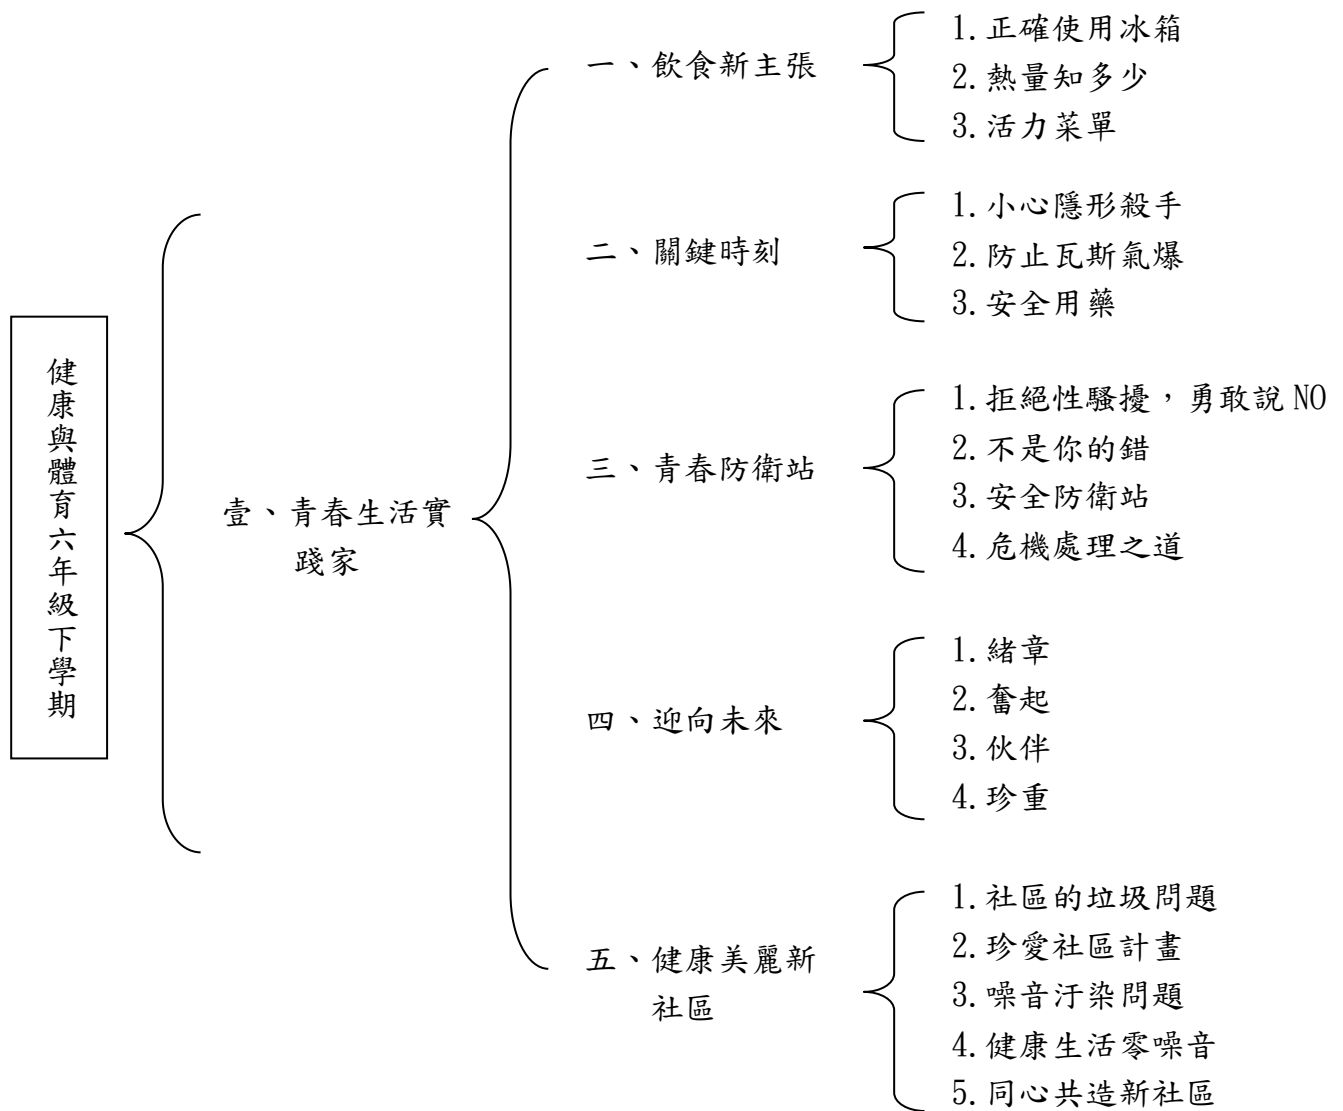 健康與體育六年級下學期
壹、青春生活實
踐家
一、飲食新主張
1.正確使用冰箱
2.熱量知多少
3.活力菜單
二、關鍵時刻
1.小心隱形殺手
2.防止瓦斯氣爆
3.安全用藥
三、青春防衛站
1.拒絕性騷擾，勇敢說 NO
2.不是你的錯
3.安全防衛站
4.危機處理之道
四、迎向未來
1.緒章
2.奮起
3.伙伴
4.珍重
五、健康美麗新
社區
1.社區的垃圾問題
2.珍愛社區計畫
3.噪音汙染問題
4.健康生活零噪音
5.同心共造新社區